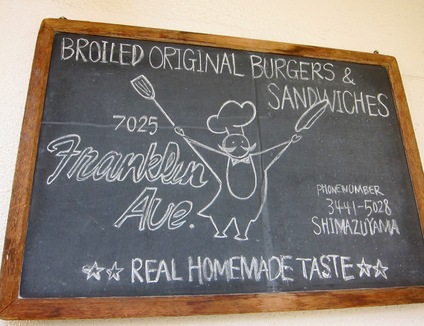 BROILED ORIGINAL BURGERS &
SANDWICHES
7025
Franklin
Ave.
PHONENUMBER
3441-5028
SHIMAZUYAMA
☆☆ REAL HOMEMADE TASTE ☆☆